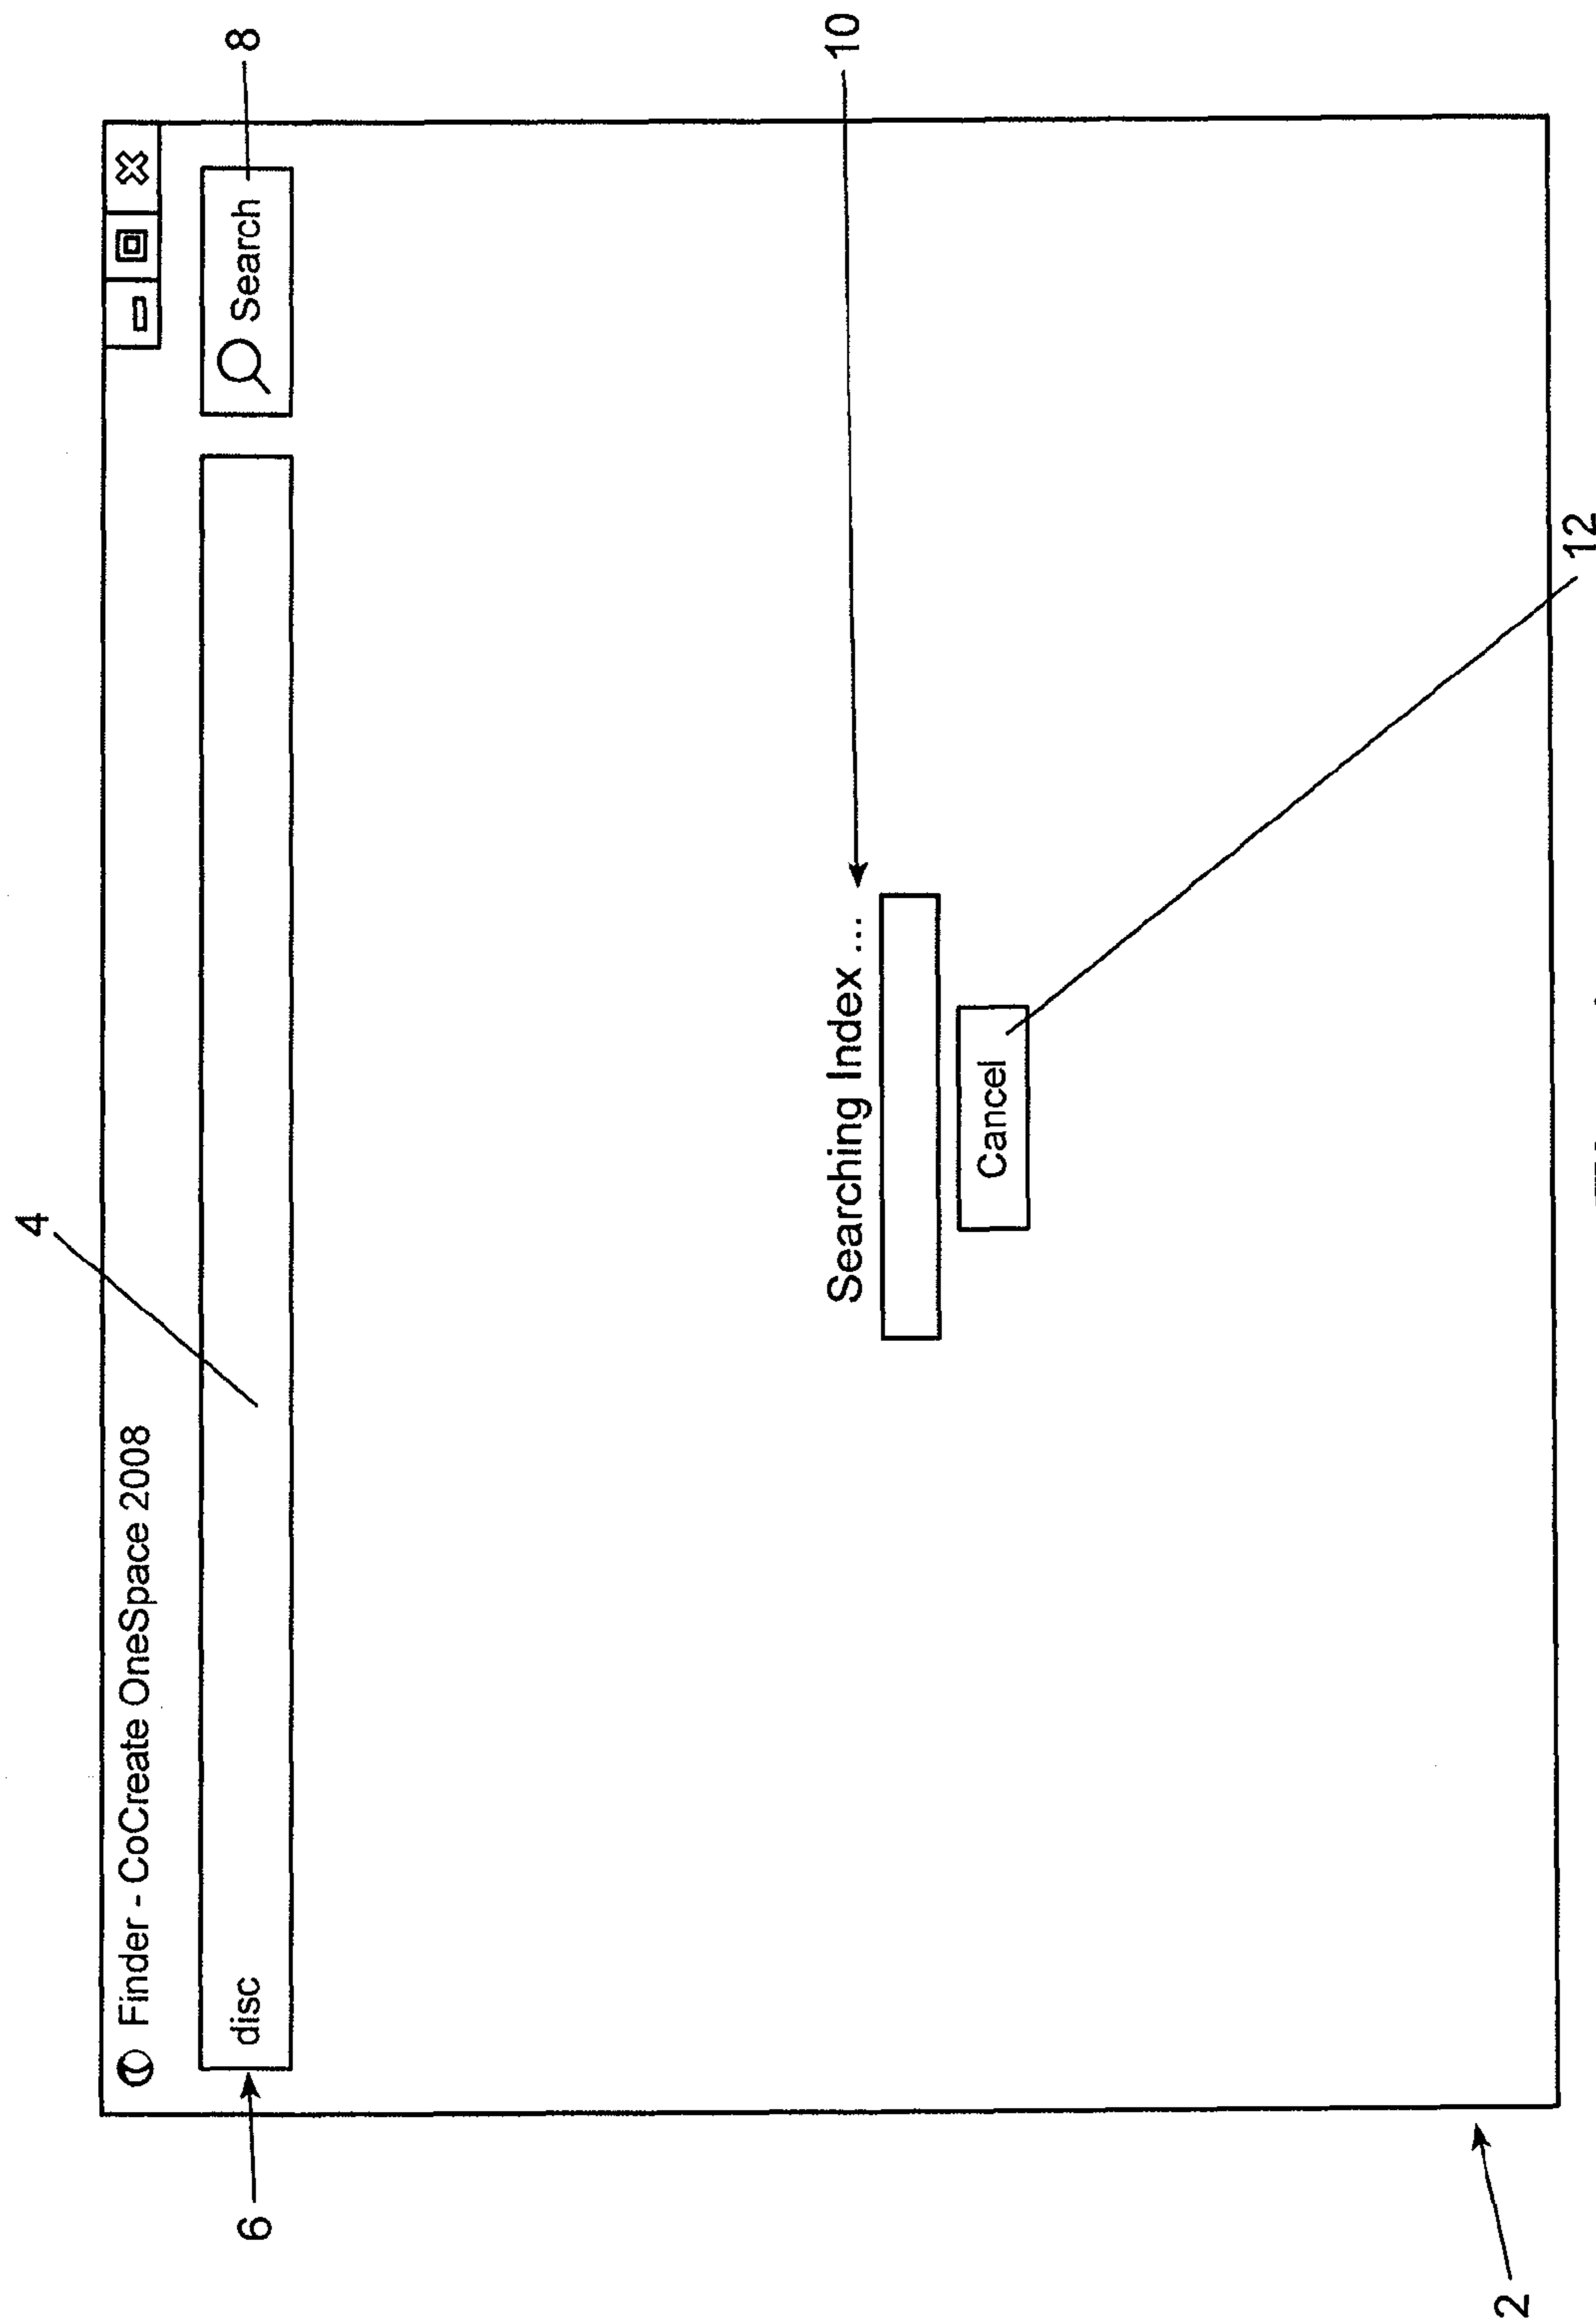 4
Finder - CoCreate OneSpace 2008
6
disc
Search
8
Searching Index ...
10
Cancel
12
2